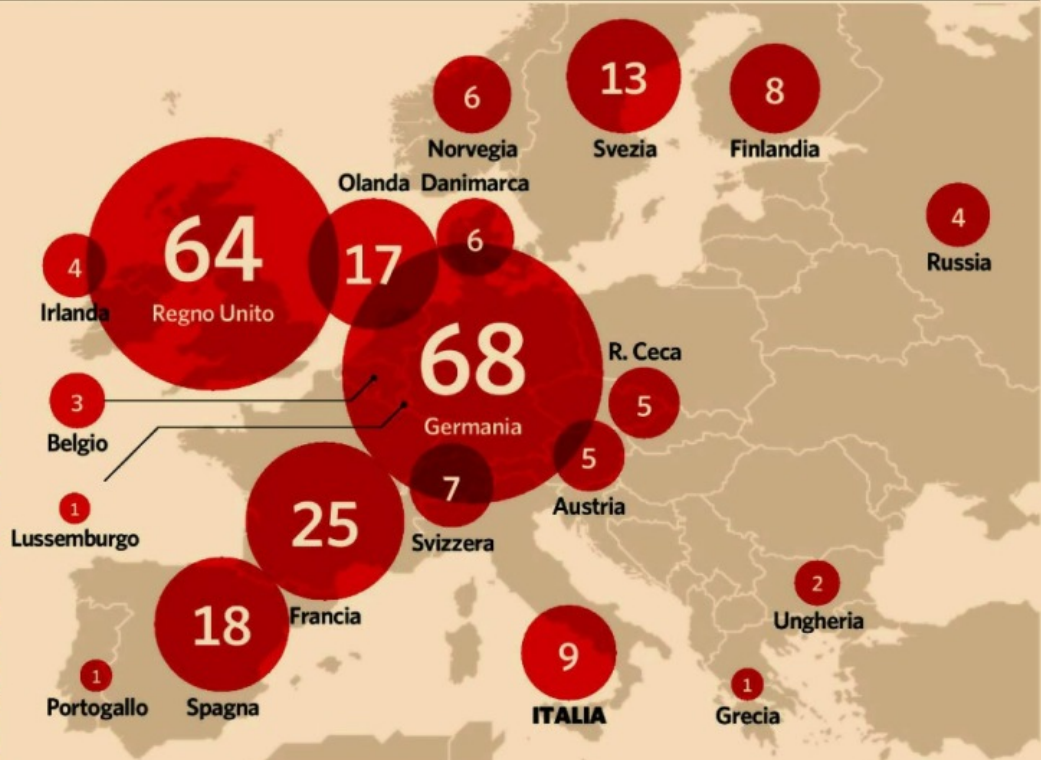 6
Norvegia
13
Svezia
8
Finlandia
Olanda
17
Danimarca
6
4
Russia
4
Irlanda
64
Regno Unito
68
Germania
R. Ceca
5
3
Belgio
5
Austria
1
Lussemburgo
25
Francia
7
Svizzera
18
Spagna
1
Portogallo
9
ITALIA
2
Ungheria
1
Grecia